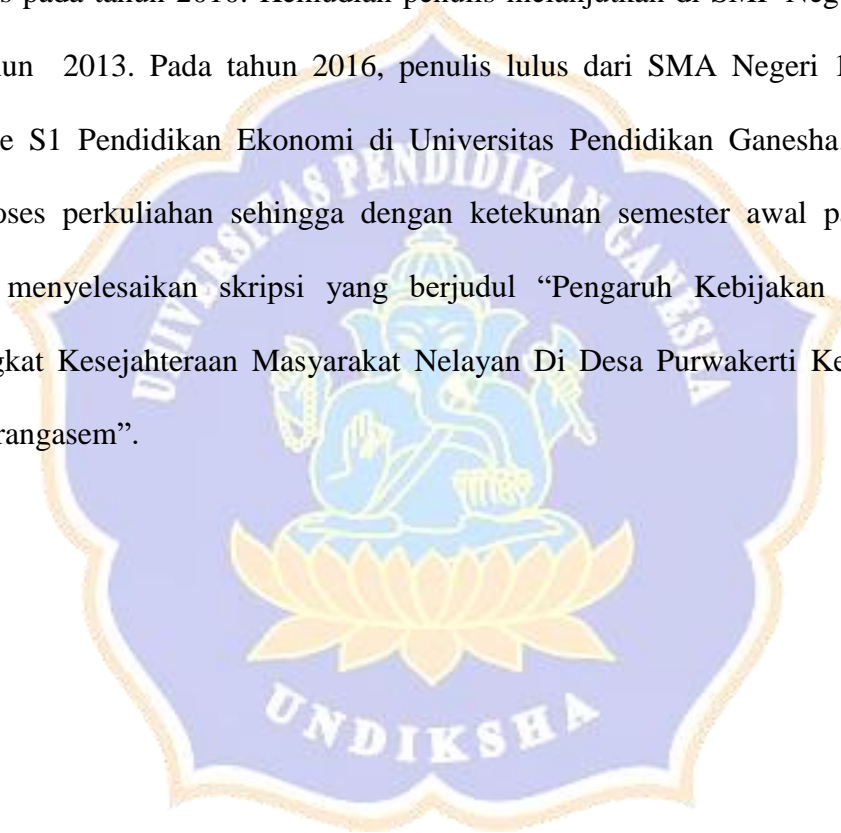 pada tahun 2010. Kemudian penulis melanjutkan di SMP Neg
un 2013. Pada tahun 2016, penulis lulus dari SMA Negeri 1
e S1 Pendidikan Ekonomi di Universitas Pendidikan Ganesha.
oses perkuliahan sehingga dengan ketekunan semester awal pa
menyelesaikan skripsi yang berjudul “Pengaruh Kebijakan
gkat Kesejahteraan Masyarakat Nelayan Di Desa Purwakerti Ke
rangasem”.
UNIVERSITAS PENDIDIKAN GANESHA
UNDIKSHA